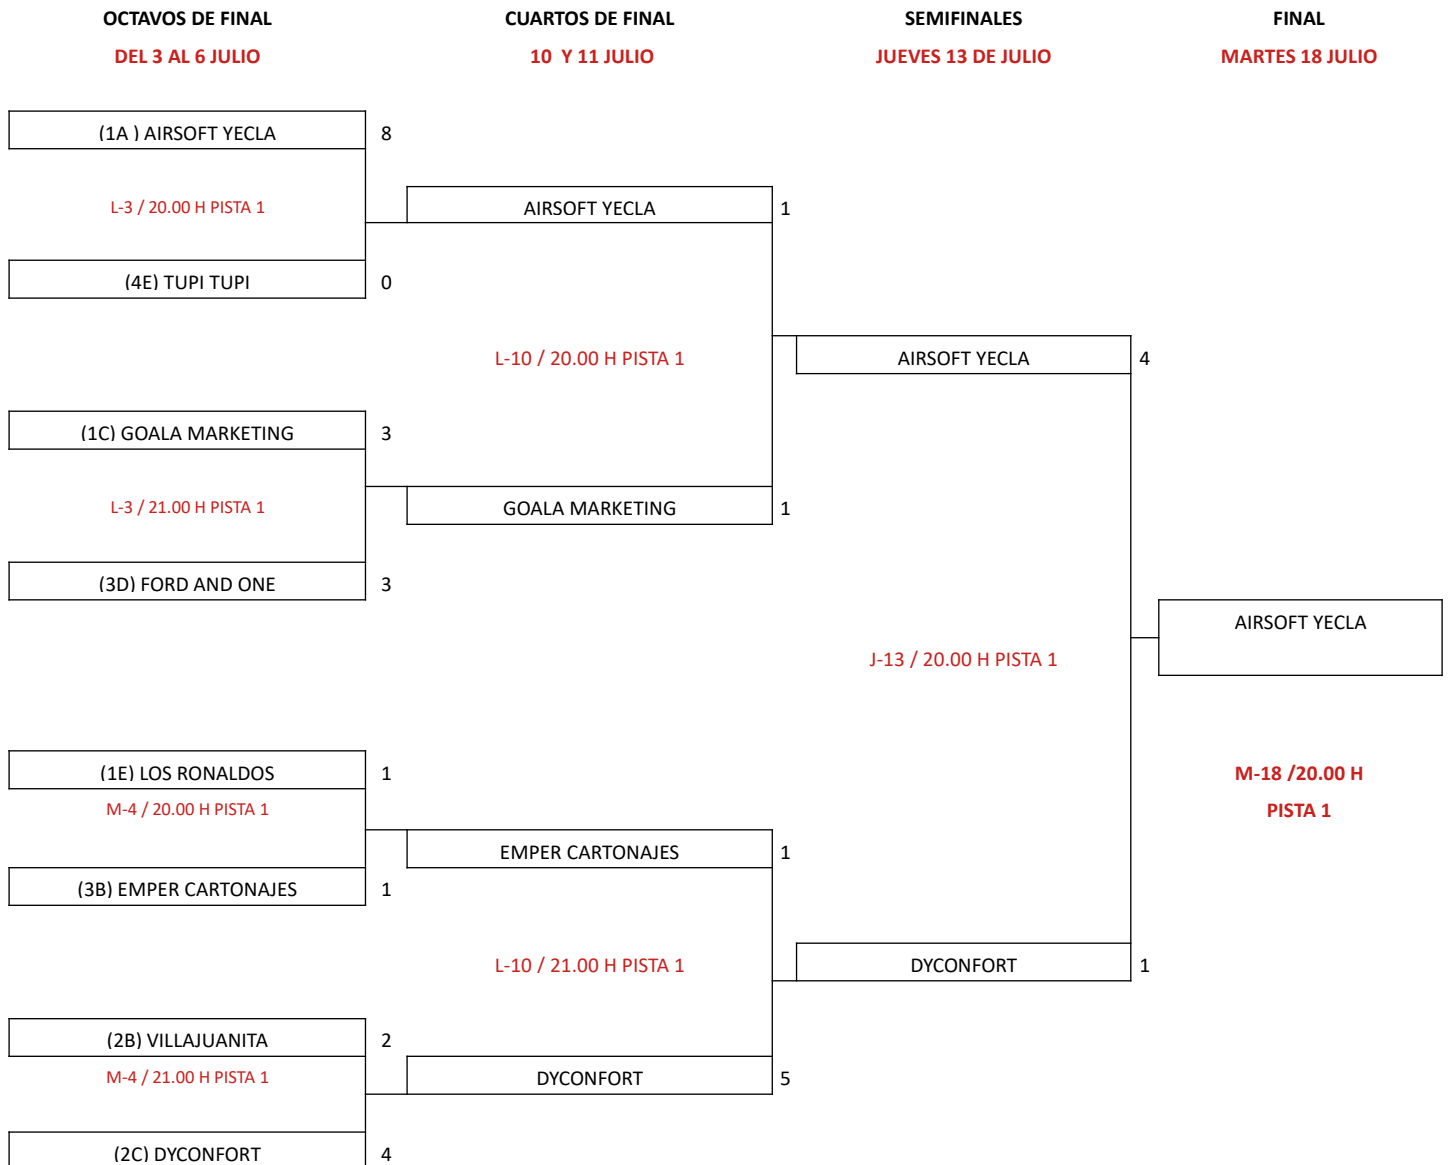 OCTAVOS DE FINAL CUARTOS DE FINAL SEMIFINALES FINAL
DEL 3 AL 6 JULIO 10 Y 11 JULIO JUEVES 13 DE JULIO MARTES 18 JULIO
(1A ) AIRSOFT YECLA 8
L-3 / 20.00 H PISTA 1 AIRSOFT YECLA 1
(4E) TUPI TUPI 0
L-10 / 20.00 H PISTA 1 AIRSOFT YECLA 4
(1C) GOALA MARKETING 3
L-3 / 21.00 H PISTA 1 GOALA MARKETING 1
(3D) FORD AND ONE 3
AIRSOFT YECLA
J-13 / 20.00 H PISTA 1
(1E) LOS RONALDOS 1 M-18 /20.00 H
M-4 / 20.00 H PISTA 1 PISTA 1
EMPER CARTONAJES 1
(3B) EMPER CARTONAJES 1
L-10 / 21.00 H PISTA 1 DYCONFORT 1
(2B) VILLAJUANITA 2
M-4 / 21.00 H PISTA 1 DYCONFORT 5
(2C) DYCONFORT 4